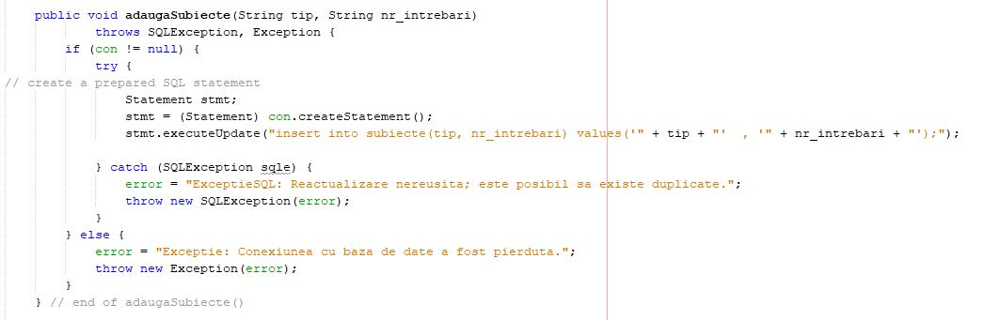 public void adaugaSubiecte(String tip, String nr_intrebari)
throws SQLException, Exception {
if (con != null) {
try {
// create a prepared SQL statement
Statement stmt;
stmt = (Statement) con.createStatement();
stmt.executeUpdate("insert into subiecte(tip, nr_intrebari) values('" + tip + "'  , '" + nr_intrebari + "');");
} catch (SQLException sqle) {
error = "ExceptieSQL: Reactualizare nereusita; este posibil sa existe duplicate.";
throw new SQLException(error);
}
} else {
error = "Exceptie: Conexiunea cu baza de date a fost pierduta.";
throw new Exception(error);
}
} // end of adaugaSubiecte()